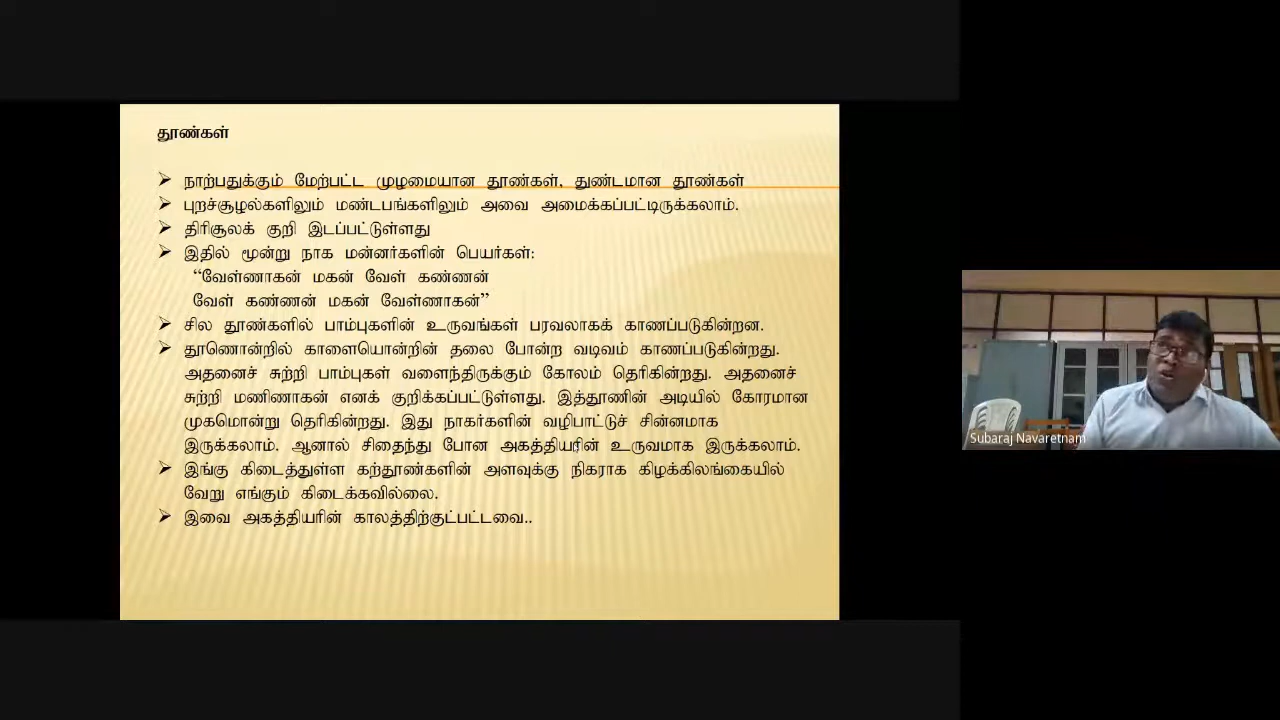 தூண்கள்
➢ நாற்பதுக்கும் மேற்பட்ட முழமையான தூண்கள், துண்டமான தூண்கள்
➢ புறச்சூழல்களிலும் மண்டபங்களிலும் அவை அமைக்கப்பட்டிருக்கலாம்.
➢ திரிசூலக் குறி இடப்பட்டுள்ளது
➢ இதில் மூன்று நாக மன்னர்களின் பெயர்கள்:
“வேள்ணாகன் மகன் வேள் கண்ணன்
வேள் கண்ணன் மகன் வேள்ணாகன்”
➢ சில தூண்களில் பாம்புகளின் உருவங்கள் பரவலாகக் காணப்படுகின்றன.
➢ தூணொன்றில் காளையொன்றின் தலை போன்ற வடிவம் காணப்படுகின்றது.
அதனைச் சுற்றி பாம்புகள் வளைந்திருக்கும் கோலம் தெரிகின்றது. அதனைச்
சுற்றி மணிணாகன் எனக் குறிக்கப்பட்டுள்ளது. இத்தூணின் அடியில் கோரமான
முகமொன்று தெரிகின்றது. இது நாகர்களின் வழிபாட்டுச் சின்னமாக
இருக்கலாம். ஆனால் சிதைந்து போன அகத்தியரின் உருவமாக இருக்கலாம்.
➢ இங்கு கிடைத்துள்ள கற்தூண்களின் அளவுக்கு நிகராக கிழக்கிலங்கையில்
வேறு எங்கும் கிடைக்கவில்லை.
➢ இவை அகத்தியரின் காலத்திற்குட்பட்டவை..
Subaraj Navaretnam